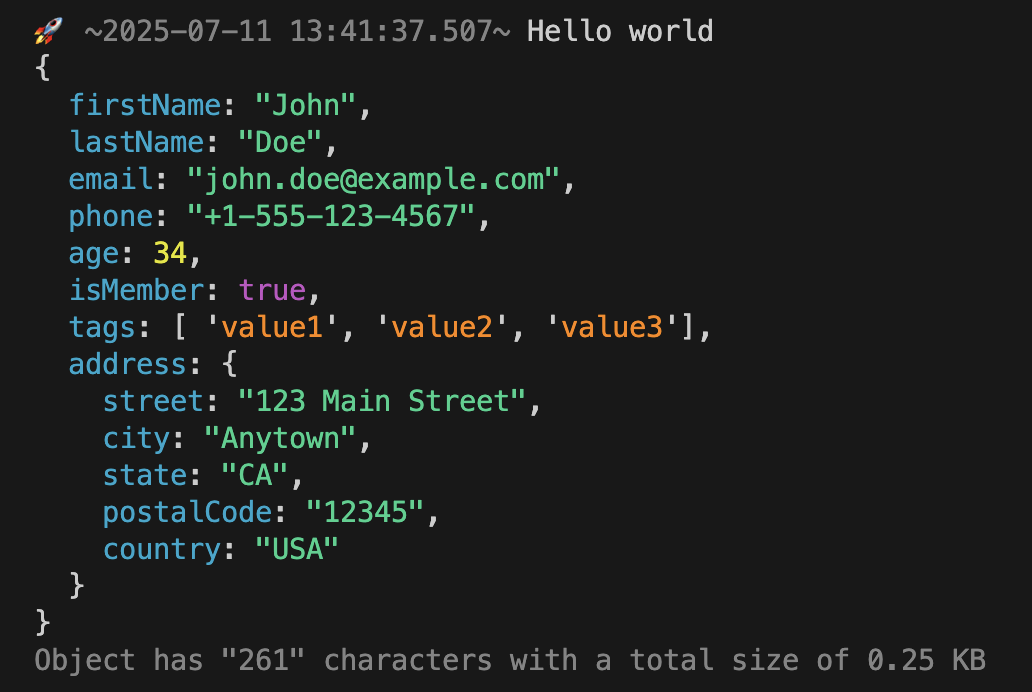 🚀 ~2025-07-11 13:41:37.507~ Hello world
{
  firstName: "John",
  lastName: "Doe",
  email: "john.doe@example.com",
  phone: "+1-555-123-4567",
  age: 34,
  isMember: true,
  tags: [ 'value1', 'value2', 'value3'],
  address: {
    street: "123 Main Street",
    city: "Anytown",
    state: "CA",
    postalCode: "12345",
    country: "USA"
  }
}
Object has "261" characters with a total size of 0.25 KB